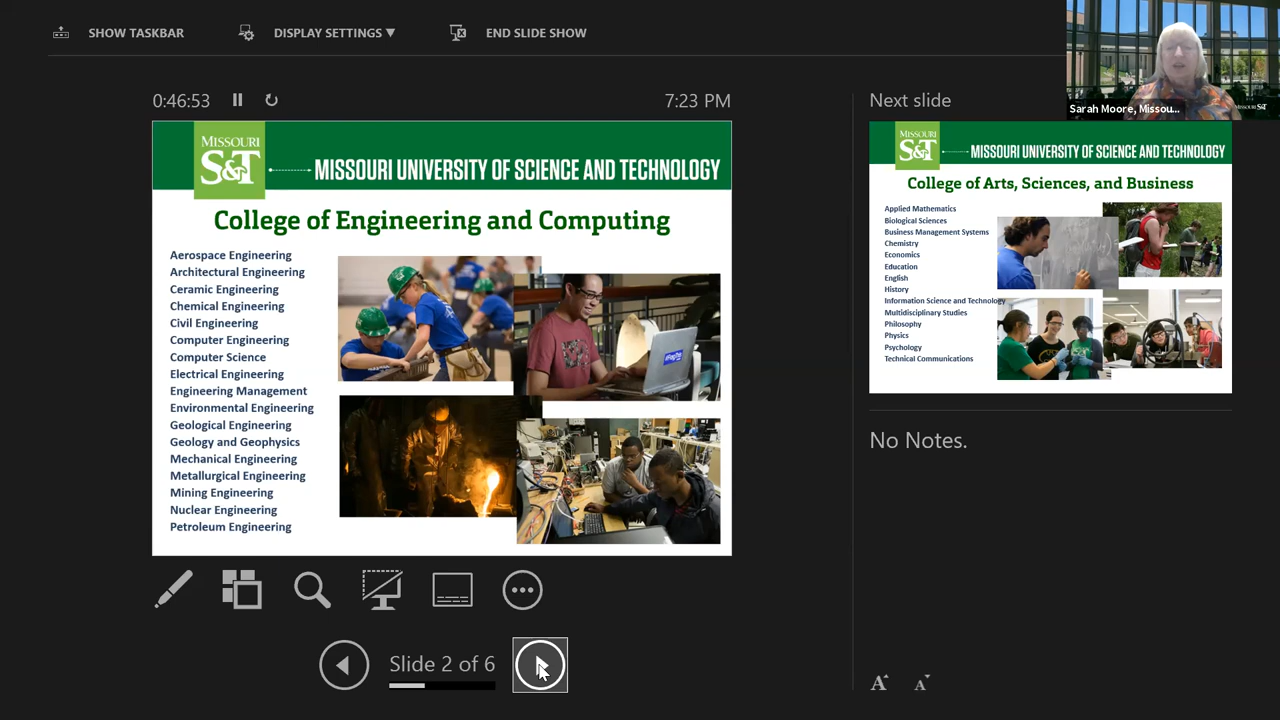 SHOW TASKBAR
DISPLAY SETTINGS ▼
END SLIDE SHOW
Sarah Moore, Missou...
MISSOURI S&T
0:46:53
7:23 PM
Next slide
MISSOURI
S&T
MISSOURI UNIVERSITY OF SCIENCE AND TECHNOLOGY
College of Engineering and Computing
Aerospace Engineering
Architectural Engineering
Ceramic Engineering
Chemical Engineering
Civil Engineering
Computer Engineering
Computer Science
Electrical Engineering
Engineering Management
Environmental Engineering
Geological Engineering
Geology and Geophysics
Mechanical Engineering
Metallurgical Engineering
Mining Engineering
Nuclear Engineering
Petroleum Engineering
MISSOURI
S&T
MISSOURI UNIVERSITY OF SCIENCE AND TECHNOLOGY
College of Arts, Sciences, and Business
Applied Mathematics
Biological Sciences
Business Management Systems
Chemistry
Economics
Education
English
History
Information Science and Technology
Multidisciplinary Studies
Philosophy
Physics
Psychology
Technical Communications
No Notes.
Slide 2 of 6
A A